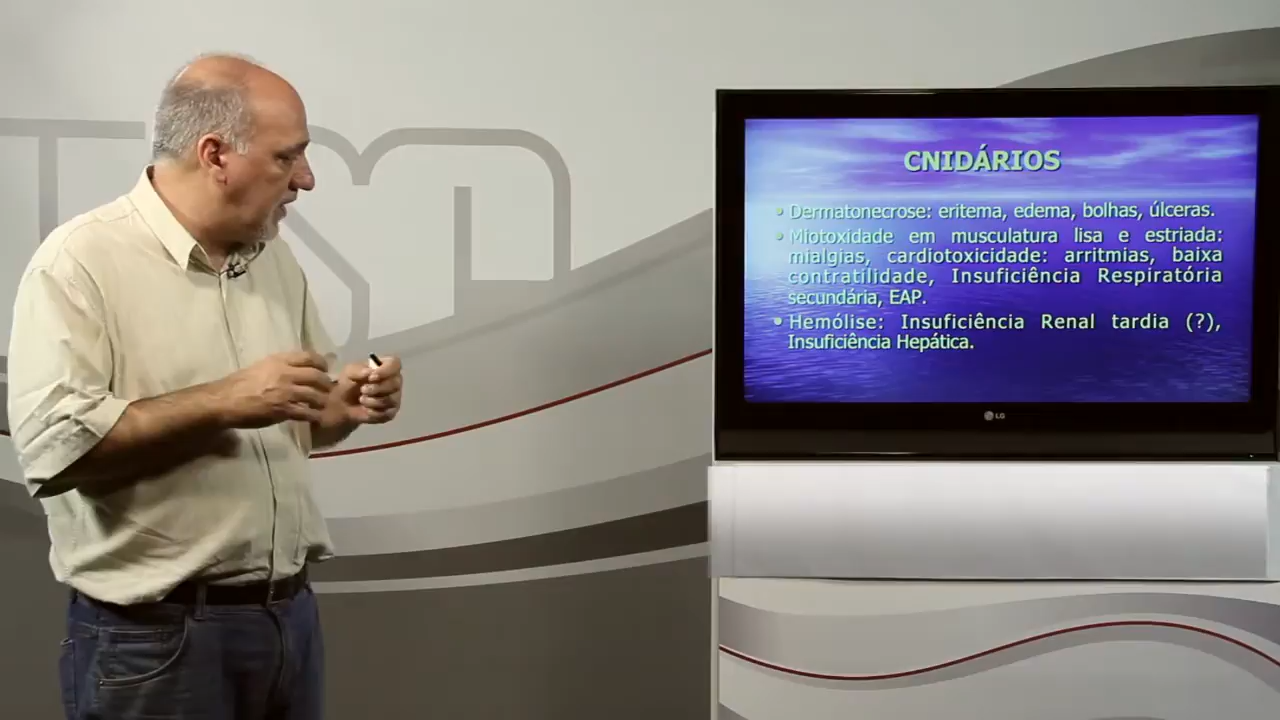 USP
CNIDÁRIOS
• Dermatonecrose: eritema, edema, bolhas, úlceras.
• Miotoxidade em musculatura lisa e estriada:
mialgias, cardiotoxicidade: arritmias, baixa
contratilidade, Insuficiência Respiratória
secundária, EAP.
• Hemólise: Insuficiência Renal tardia (?),
Insuficiência Hepática.
LG